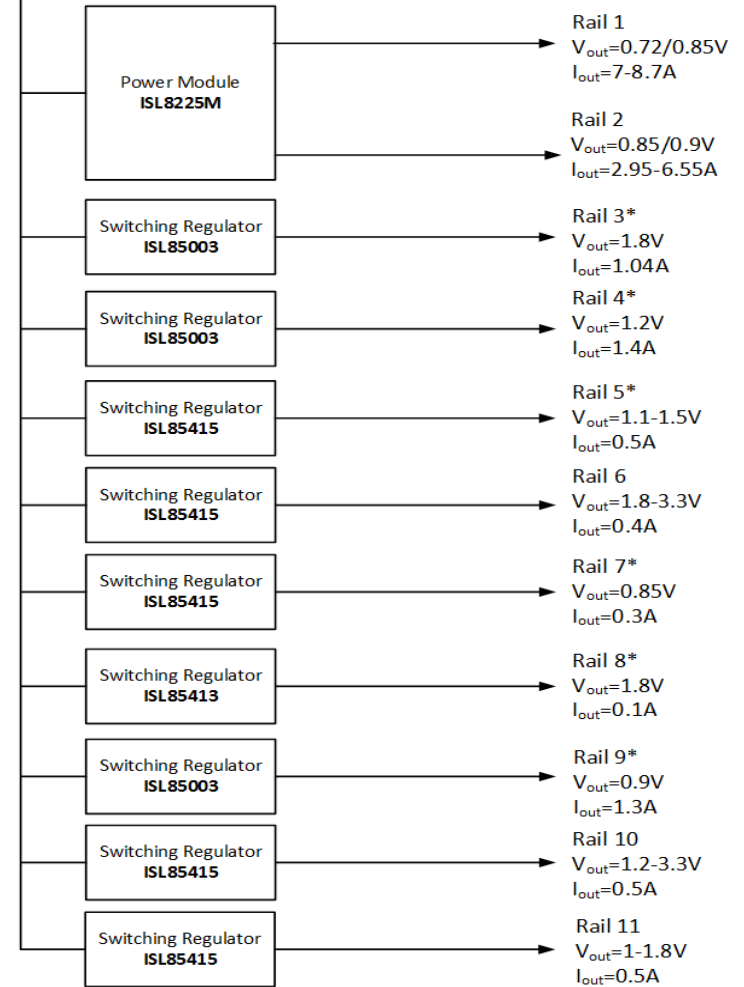 Power Module
ISL8225M
Rail 1
Vout=0.72/0.85V
Iout=7-8.7A
Rail 2
Vout=0.85/0.9V
Iout=2.95-6.55A
Switching Regulator
ISL85003
Rail 3*
Vout=1.8V
Iout=1.04A
Switching Regulator
ISL85003
Rail 4*
Vout=1.2V
Iout=1.4A
Switching Regulator
ISL85415
Rail 5*
Vout=1.1-1.5V
Iout=0.5A
Switching Regulator
ISL85415
Rail 6
Vout=1.8-3.3V
Iout=0.4A
Switching Regulator
ISL85415
Rail 7*
Vout=0.85V
Iout=0.3A
Switching Regulator
ISL85413
Rail 8*
Vout=1.8V
Iout=0.1A
Switching Regulator
ISL85003
Rail 9*
Vout=0.9V
Iout=1.3A
Switching Regulator
ISL85415
Rail 10
Vout=1.2-3.3V
Iout=0.5A
Switching Regulator
ISL85415
Rail 11
Vout=1-1.8V
Iout=0.5A